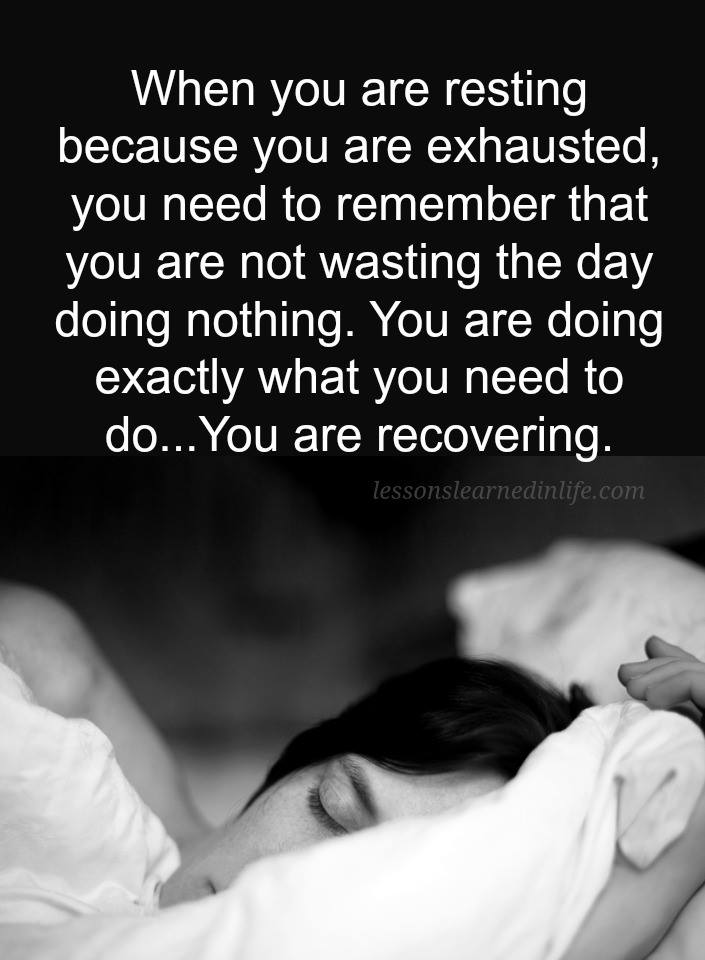 When you are resting
because you are exhausted,
you need to remember that
you are not wasting the day
doing nothing. You are doing
exactly what you need to
do...You are recovering.
lessonslearnedinlife.com